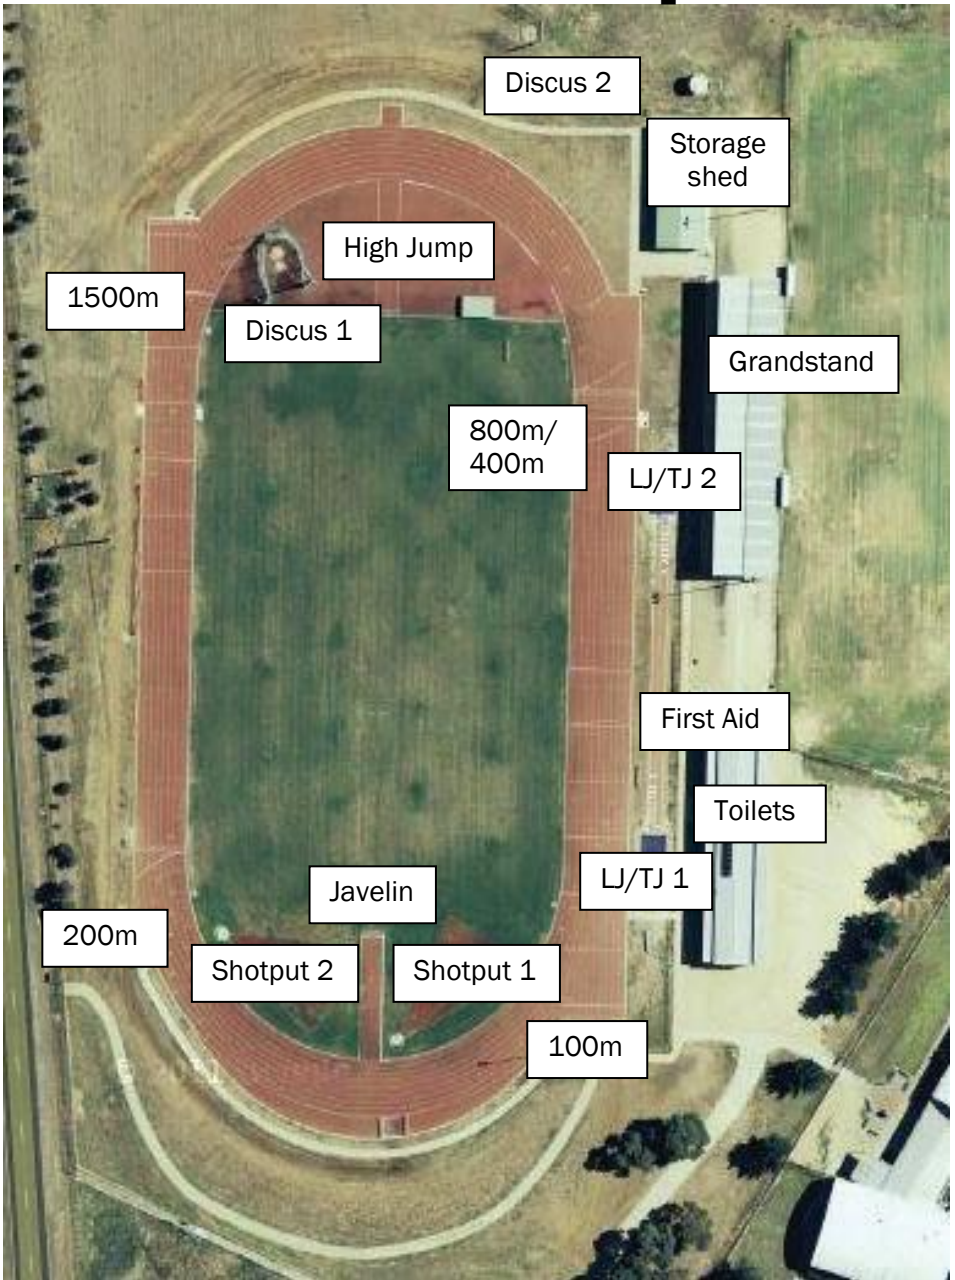 Discus 2
Storage
shed
High Jump
1500m
Discus 1
Grandstand
800m/
400m
LJ/TJ 2
First Aid
Toilets
LJ/TJ 1
Javelin
200m
Shotput 2
Shotput 1
100m